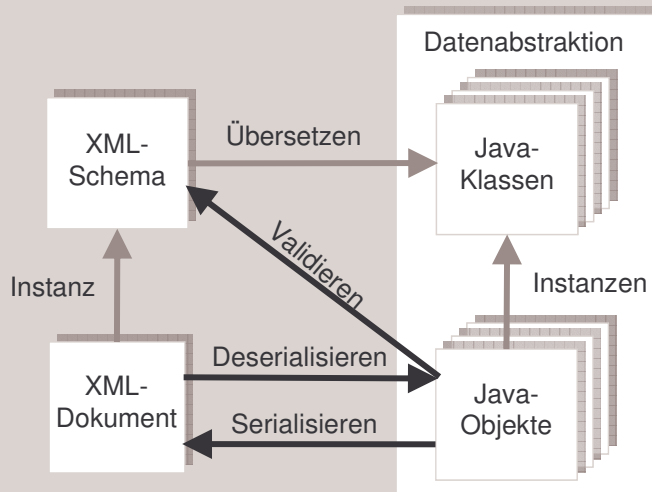 Datenabstraktion
XML-
Schema
Übersetzen
Java-
Klassen
Validieren
Instanz
Instanzen
XML-
Dokument
Deserialisieren
Serialisieren
Java-
Objekte